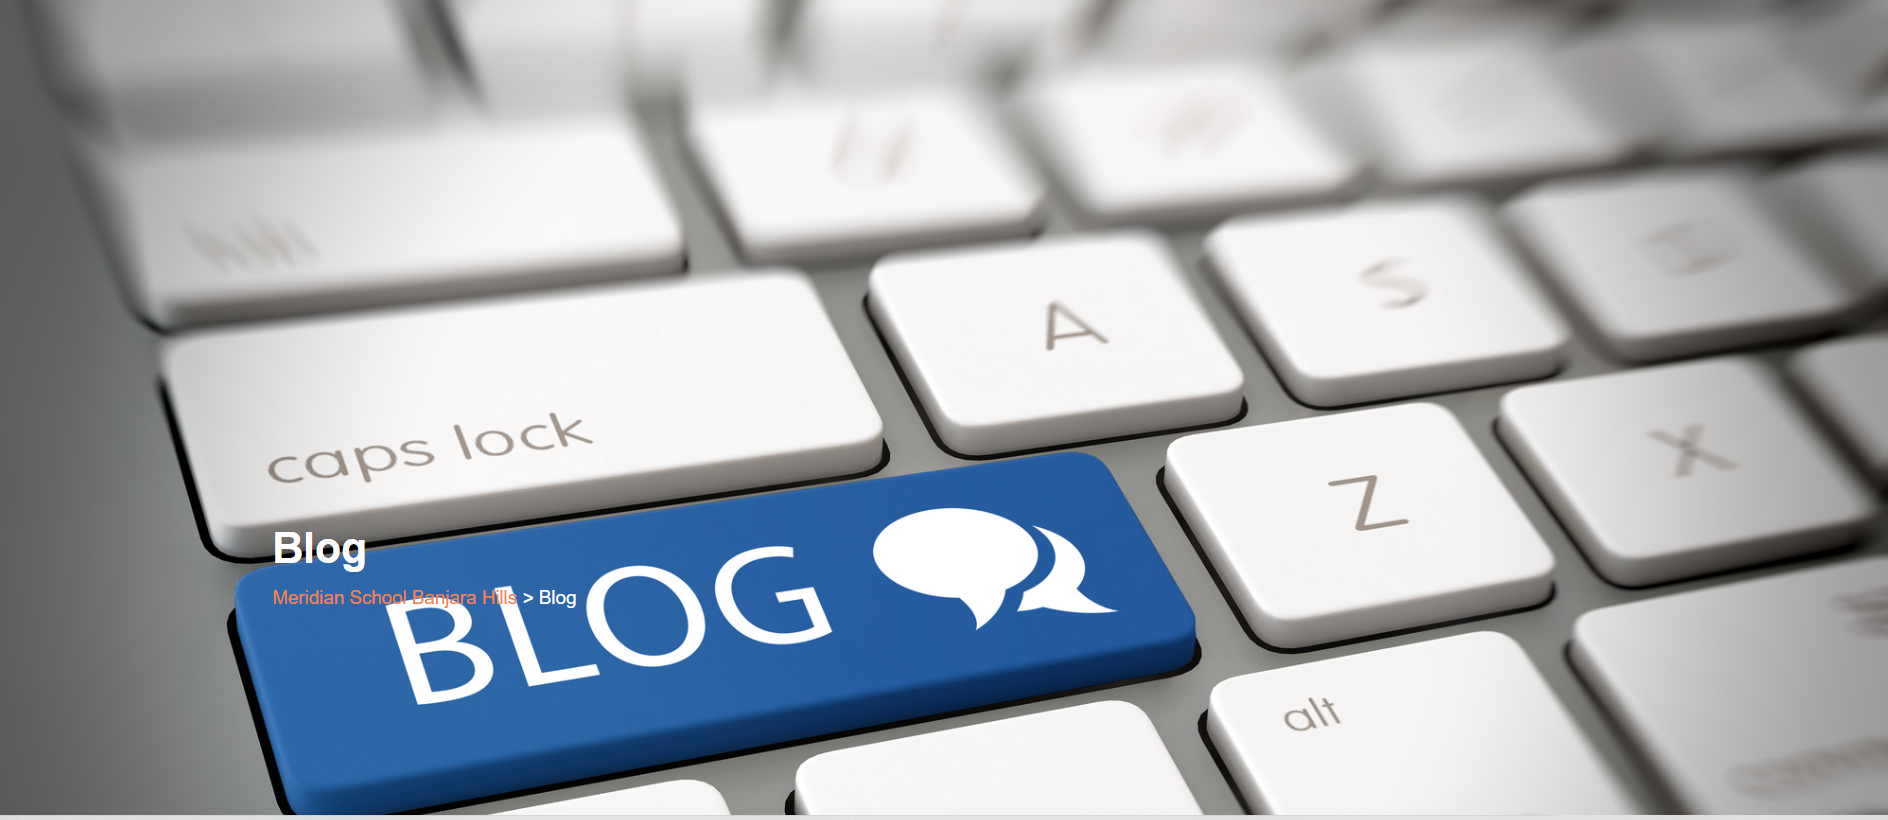 A
S
caps lock
Z
X
Blog
Meridian School Banjara Hills > Blog
BLOG
alt